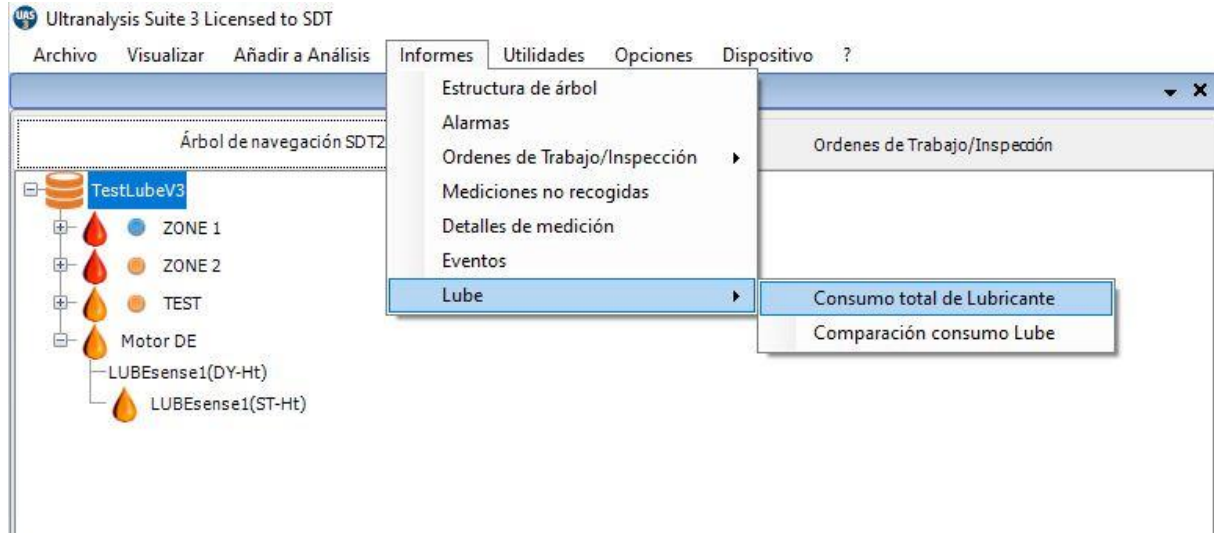 UAS
3
Ultranalysis Suite 3 Licensed to SDT
Archivo Visualizar Añadir a Análisis Informes Utilidades Opciones Dispositivo ?
Estructura de árbol
Alarmas
Ordenes de Trabajo/Inspección
Mediciones no recogidas
Detalles de medición
Eventos
Lube
Consumo total de Lubricante
Comparación consumo Lube
Árbol de navegación SDT2
Ordenes de Trabajo/Inspección
TestLubeV3
ZONE 1
ZONE 2
TEST
Motor DE
LUBEsense1(DY-Ht)
LUBEsense1(ST-Ht)